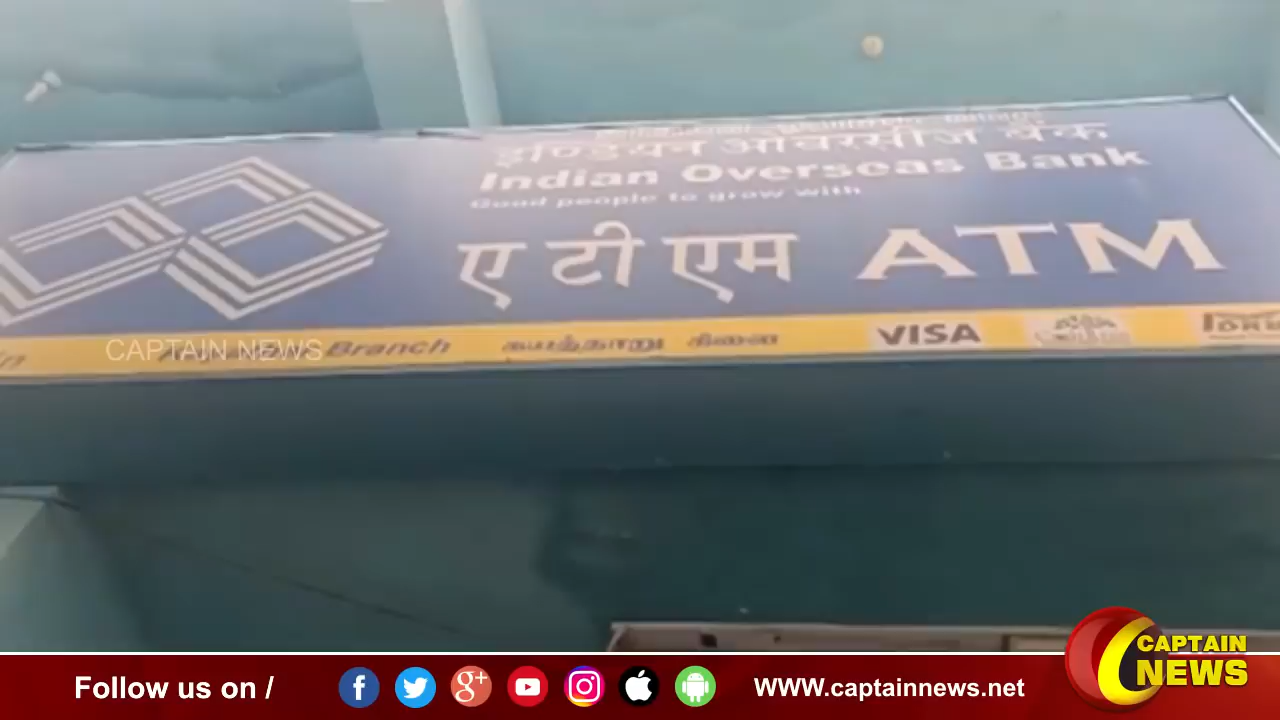 इण्डियन ओवरसीज़ बैंक
Indian Overseas Bank
Good people to grow with
ए टी एम ATM
Branch VISA
CAPTAIN NEWS
Follow us on /
WWW.captainnews.net
CAPTAIN
NEWS